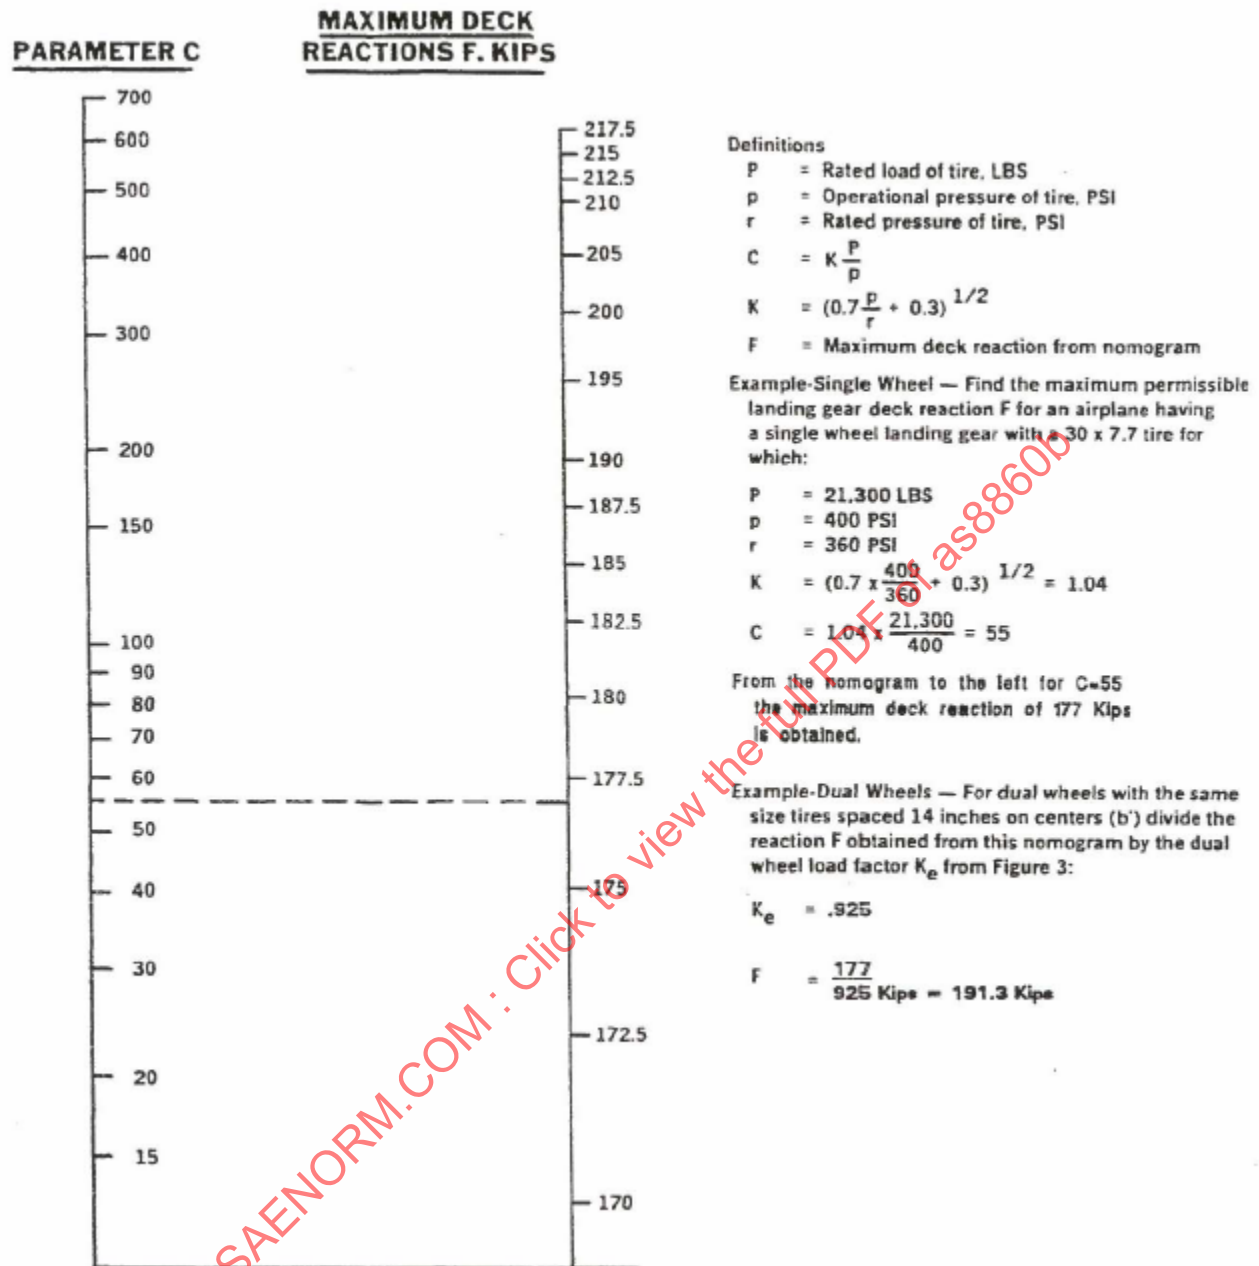 PARAMETER C
MAXIMUM DECK
REACTIONS F. KIPS
700
600
500
400
300
200
150
100
90
80
70
60
50
40
30
20
15
217.5
215
212.5
210
205
200
195
190
187.5
185
182.5
180
177.5
175
172.5
170
Definitions
P = Rated load of tire, LBS
p = Operational pressure of tire, PSI
r = Rated pressure of tire, PSI
C = K P/p
K = (0.7 p/r + 0.3) 1/2
F = Maximum deck reaction from nomogram
Example-Single Wheel — Find the maximum permissible
landing gear deck reaction F for an airplane having
a single wheel landing gear with a 30 x 7.7 tire for
which:
P = 21,300 LBS
p = 400 PSI
r = 360 PSI
K = (0.7 x 400/360 + 0.3) 1/2 = 1.04
C = 1.04 x 21,300/400 = 55
From the nomogram to the left for C=55
the maximum deck reaction of 177 Kips
is obtained.
Example-Dual Wheels — For dual wheels with the same
size tires spaced 14 inches on centers (b') divide the
reaction F obtained from this nomogram by the dual
wheel load factor Ke from Figure 3:
Ke = .925
F = 177/925 Kips = 191.3 Kips
SAENORM.COM : Click to view the full PDF of as8860b